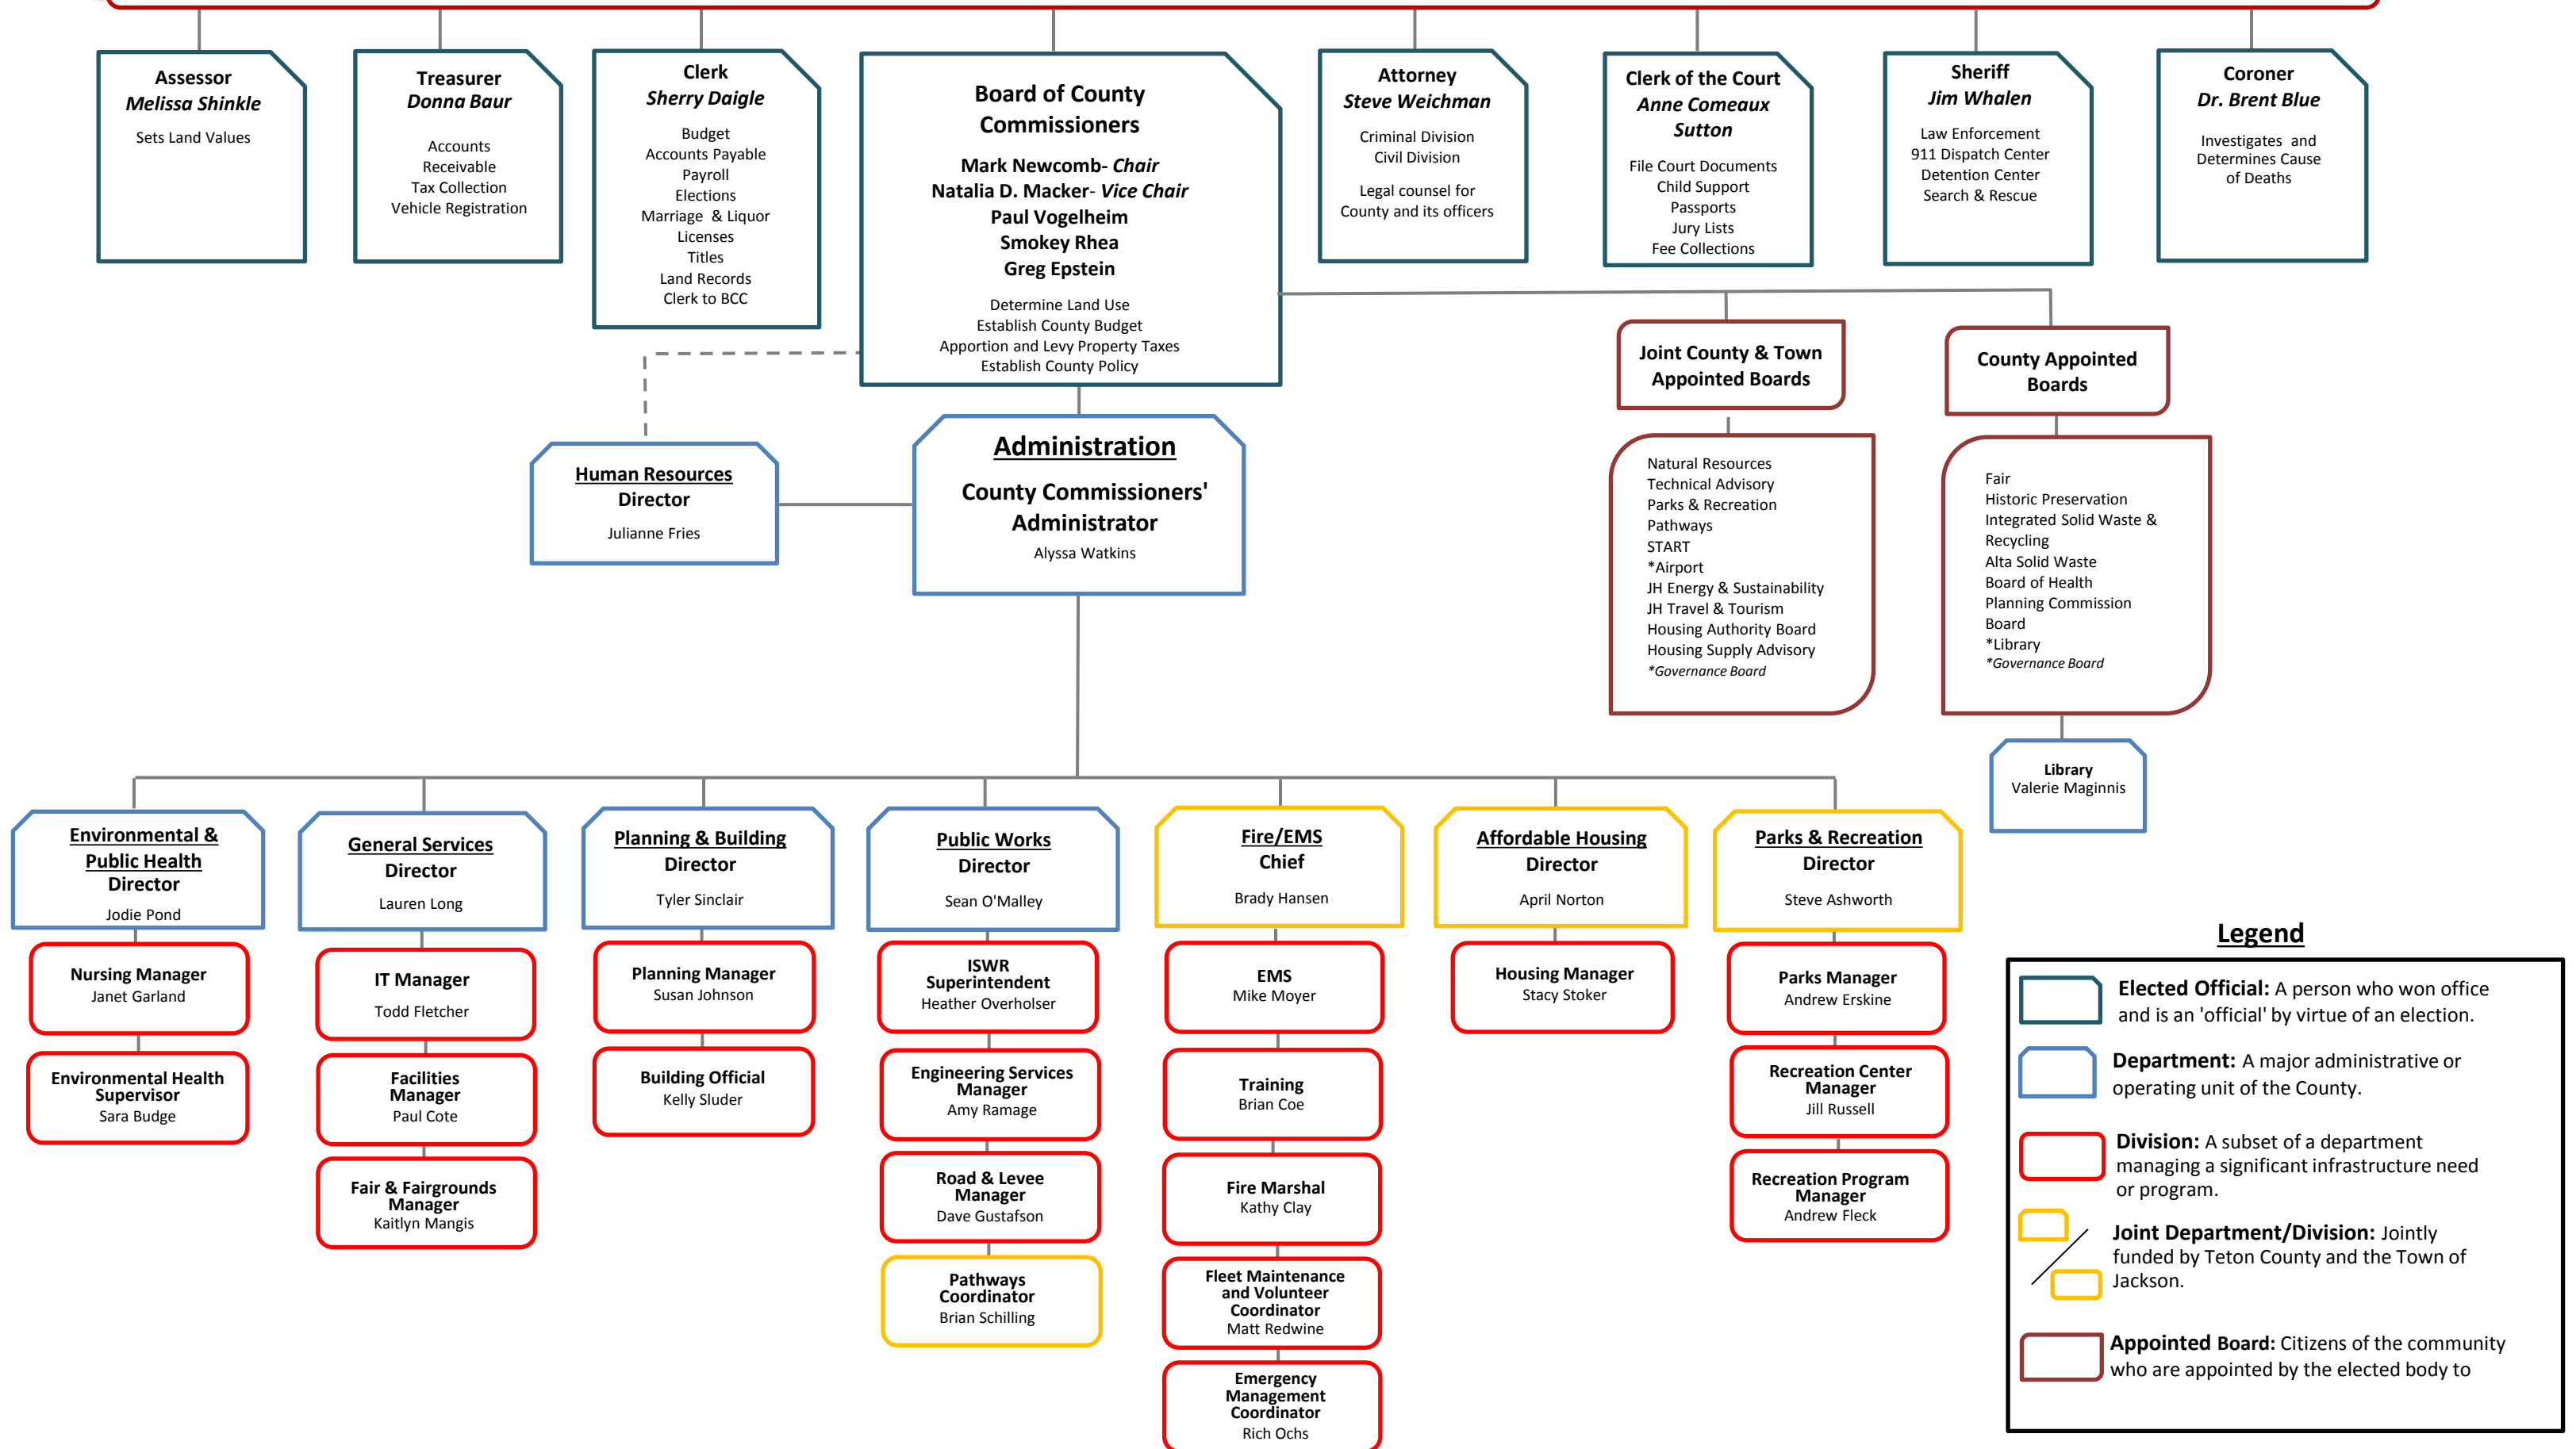 Assessor
Melissa Shinkle
Sets Land Values
Treasurer
Donna Baur
Accounts
Receivable
Tax Collection
Vehicle Registration
Clerk
Sherry Daigle
Budget
Accounts Payable
Payroll
Elections
Marriage & Liquor
Licenses
Titles
Land Records
Clerk to BCC
Board of County
Commissioners
Mark Newcomb- Chair
Natalia D. Macker- Vice Chair
Paul Vogelheim
Smokey Rhea
Greg Epstein
Determine Land Use
Establish County Budget
Apportion and Levy Property Taxes
Establish County Policy
Attorney
Steve Weichman
Criminal Division
Civil Division
Legal counsel for
County and its officers
Clerk of the Court
Anne Comeaux
Sutton
File Court Documents
Child Support
Passports
Jury Lists
Fee Collections
Sheriff
Jim Whalen
Law Enforcement
911 Dispatch Center
Detention Center
Search & Rescue
Coroner
Dr. Brent Blue
Investigates and
Determines Cause
of Deaths
Human Resources
Director
Julianne Fries
Administration
County Commissioners'
Administrator
Alyssa Watkins
Joint County & Town
Appointed Boards
Natural Resources
Technical Advisory
Parks & Recreation
Pathways
START
*Airport
JH Energy & Sustainability
JH Travel & Tourism
Housing Authority Board
Housing Supply Advisory
*Governance Board
County Appointed
Boards
Fair
Historic Preservation
Integrated Solid Waste &
Recycling
Alta Solid Waste
Board of Health
Planning Commission
Board
*Library
*Governance Board
Library
Valerie Maginnis
Environmental &
Public Health
Director
Jodie Pond
Nursing Manager
Janet Garland
Environmental Health
Supervisor
Sara Budge
General Services
Director
Lauren Long
IT Manager
Todd Fletcher
Facilities
Manager
Paul Cote
Fair & Fairgrounds
Manager
Kaitlyn Mangis
Planning & Building
Director
Tyler Sinclair
Planning Manager
Susan Johnson
Building Official
Kelly Sluder
Public Works
Director
Sean O'Malley
ISWR
Superintendent
Heather Overholser
Engineering Services
Manager
Amy Ramage
Road & Levee
Manager
Dave Gustafson
Pathways
Coordinator
Brian Schilling
Fire/EMS
Chief
Brady Hansen
EMS
Mike Moyer
Training
Brian Coe
Fire Marshal
Kathy Clay
Fleet Maintenance
and Volunteer
Coordinator
Matt Redwine
Emergency
Management
Coordinator
Rich Ochs
Affordable Housing
Director
April Norton
Housing Manager
Stacy Stoker
Parks & Recreation
Director
Steve Ashworth
Parks Manager
Andrew Erskine
Recreation Center
Manager
Jill Russell
Recreation Program
Manager
Andrew Fleck
Legend
Elected Official: A person who won office
and is an 'official' by virtue of an election.
Department: A major administrative or
operating unit of the County.
Division: A subset of a department
managing a significant infrastructure need
or program.
Joint Department/Division: Jointly
funded by Teton County and the Town of
Jackson.
Appointed Board: Citizens of the community
who are appointed by the elected body to